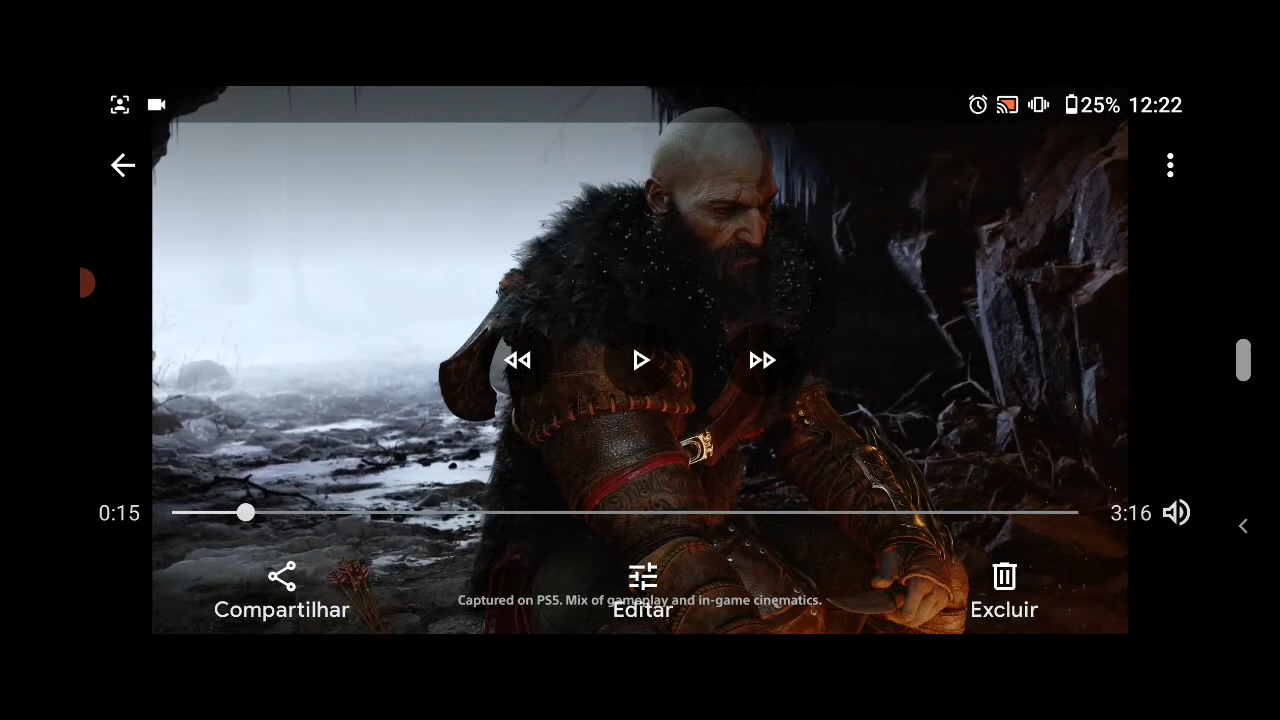 25% 12:22
0:15
3:16
Compartilhar
Captured on PS5. Mix of gameplay and in-game cinematics.
Editar
Excluir